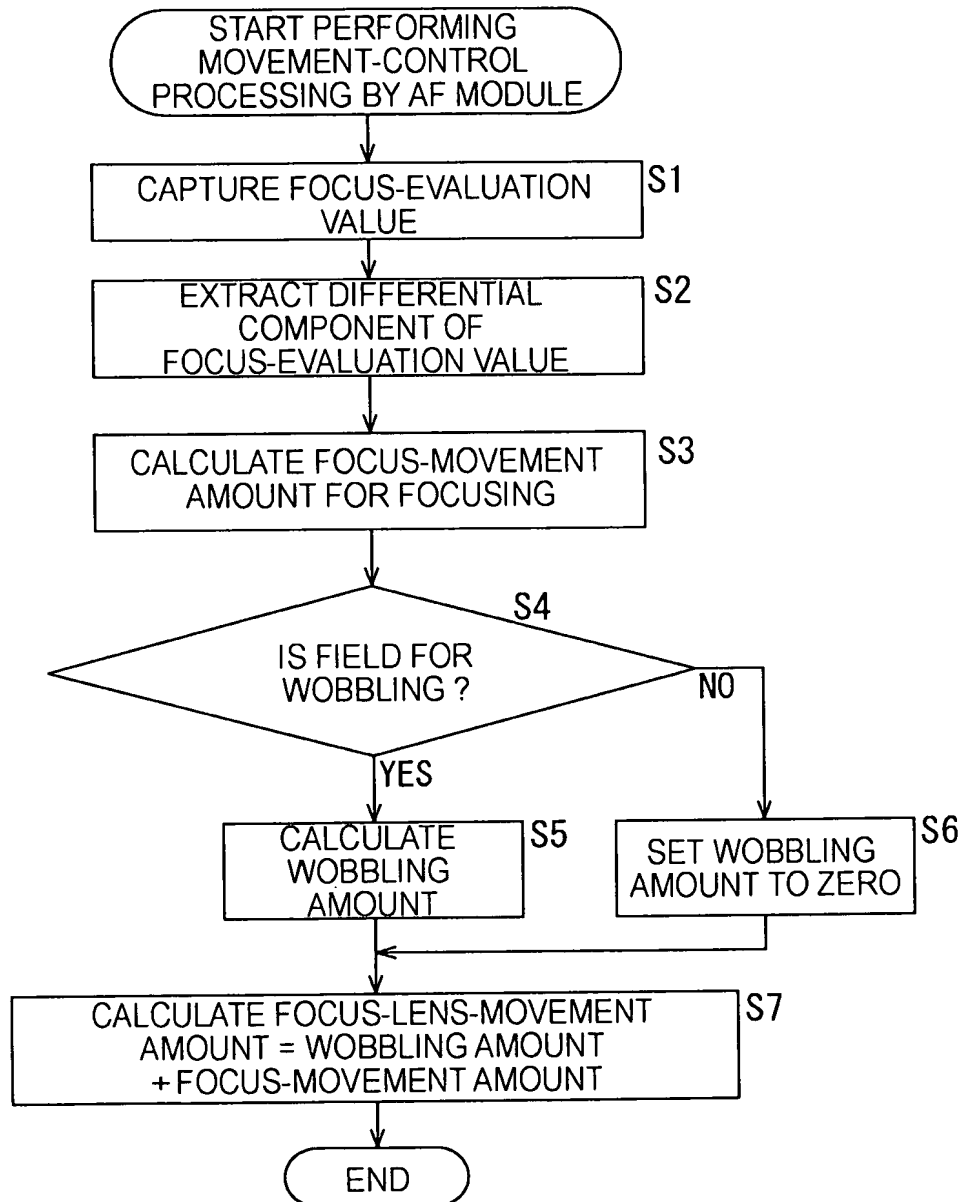 START PERFORMING
MOVEMENT-CONTROL
PROCESSING BY AF MODULE
CAPTURE FOCUS-EVALUATION
VALUE
S1
EXTRACT DIFFERENTIAL
COMPONENT OF
FOCUS-EVALUATION VALUE
S2
CALCULATE FOCUS-MOVEMENT
AMOUNT FOR FOCUSING
S3
S4
IS FIELD FOR
WOBBLING ?
NO
YES
CALCULATE
WOBBLING
AMOUNT
S5
SET WOBBLING
AMOUNT TO ZERO
S6
CALCULATE FOCUS-LENS-MOVEMENT
AMOUNT = WOBBLING AMOUNT
+ FOCUS-MOVEMENT AMOUNT
S7
END